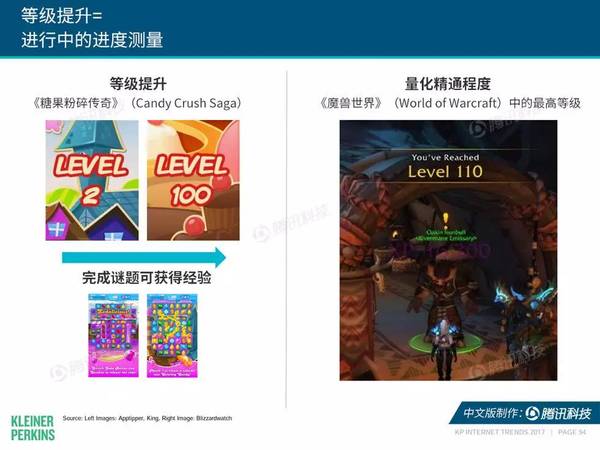 等级提升=
进行中的进度测量
等级提升
《糖果粉碎传奇》（Candy Crush Saga）
LEVEL
2
LEVEL
100
完成谜题可获得经验
量化精通程度
《魔兽世界》（World of Warcraft）中的最高等级
You've Reached
Level 110
腾讯科技
KLEINER
PERKINS
Source: Left Images: Apptipper, King, Right Image: Blizzardwatch
中文版制作：腾讯科技
KP INTERNET TRENDS 2017 | PAGE 94